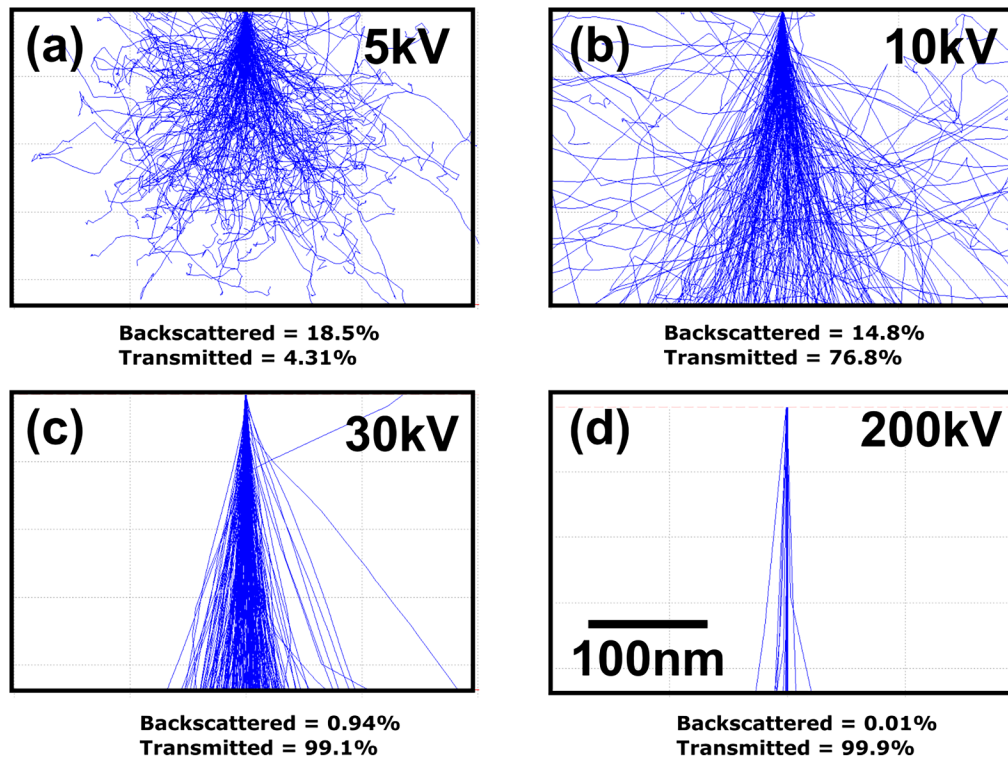 (a) 5kV
(b) 10kV
Backscattered = 18.5%
Transmitted = 4.31%
Backscattered = 14.8%
Transmitted = 76.8%
(c) 30kV
(d) 200kV
100nm
Backscattered = 0.94%
Transmitted = 99.1%
Backscattered = 0.01%
Transmitted = 99.9%